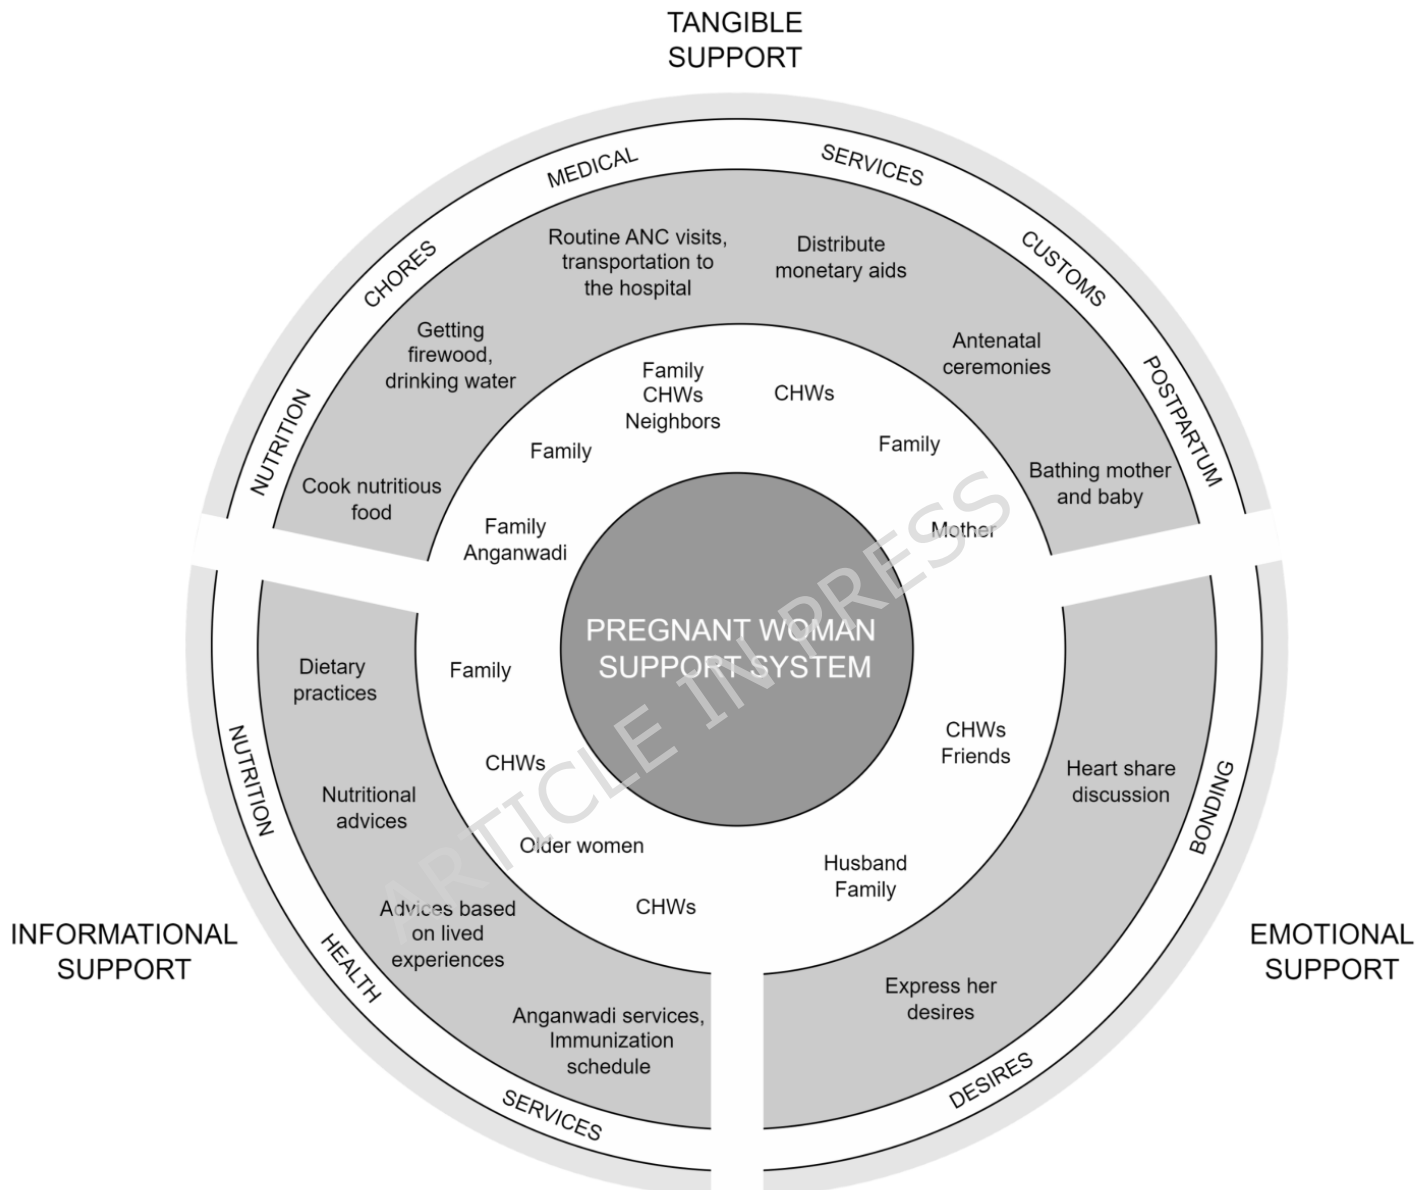 TANGIBLE
SUPPORT
NUTRITION
CHORES
MEDICAL
SERVICES
CUSTOMS
POSTPARTUM
Cook nutritious
food
Getting
firewood,
drinking water
Routine ANC visits,
transportation to
the hospital
Distribute
monetary aids
Antenatal
ceremonies
Bathing mother
and baby
Family
Anganwadi
Family
Family
CHWs
Neighbors
CHWs
Family
Mother
PREGNANT WOMAN
SUPPORT SYSTEM
ARTICLE IN PRESS
INFORMATIONAL
SUPPORT
NUTRITION
HEALTH
SERVICES
Dietary
practices
Nutritional
advices
Advices based
on lived
experiences
Anganwadi services,
Immunization
schedule
Family
CHWs
Older women
CHWs
EMOTIONAL
SUPPORT
BONDING
DESIRES
Heart share
discussion
Express her
desires
CHWs
Friends
Husband
Family